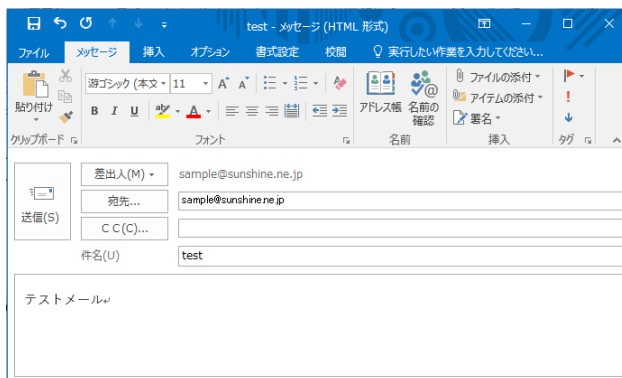 test - メッセージ (HTML 形式)
ファイル メッセージ 挿入 オプション 書式設定 校閲 実行したい作業を入力してください...
貼り付け
游ゴシック (本文 11
B I U
アドレス帳 名前の確認
ファイルの添付
アイテムの添付
署名
クリップボード フォント 名前 挿入 タグ
送信(S)
差出人(M) sample@sunshine.ne.jp
宛先... sample@sunshine.ne.jp
C C(C)...
件名(U) test
テストメール